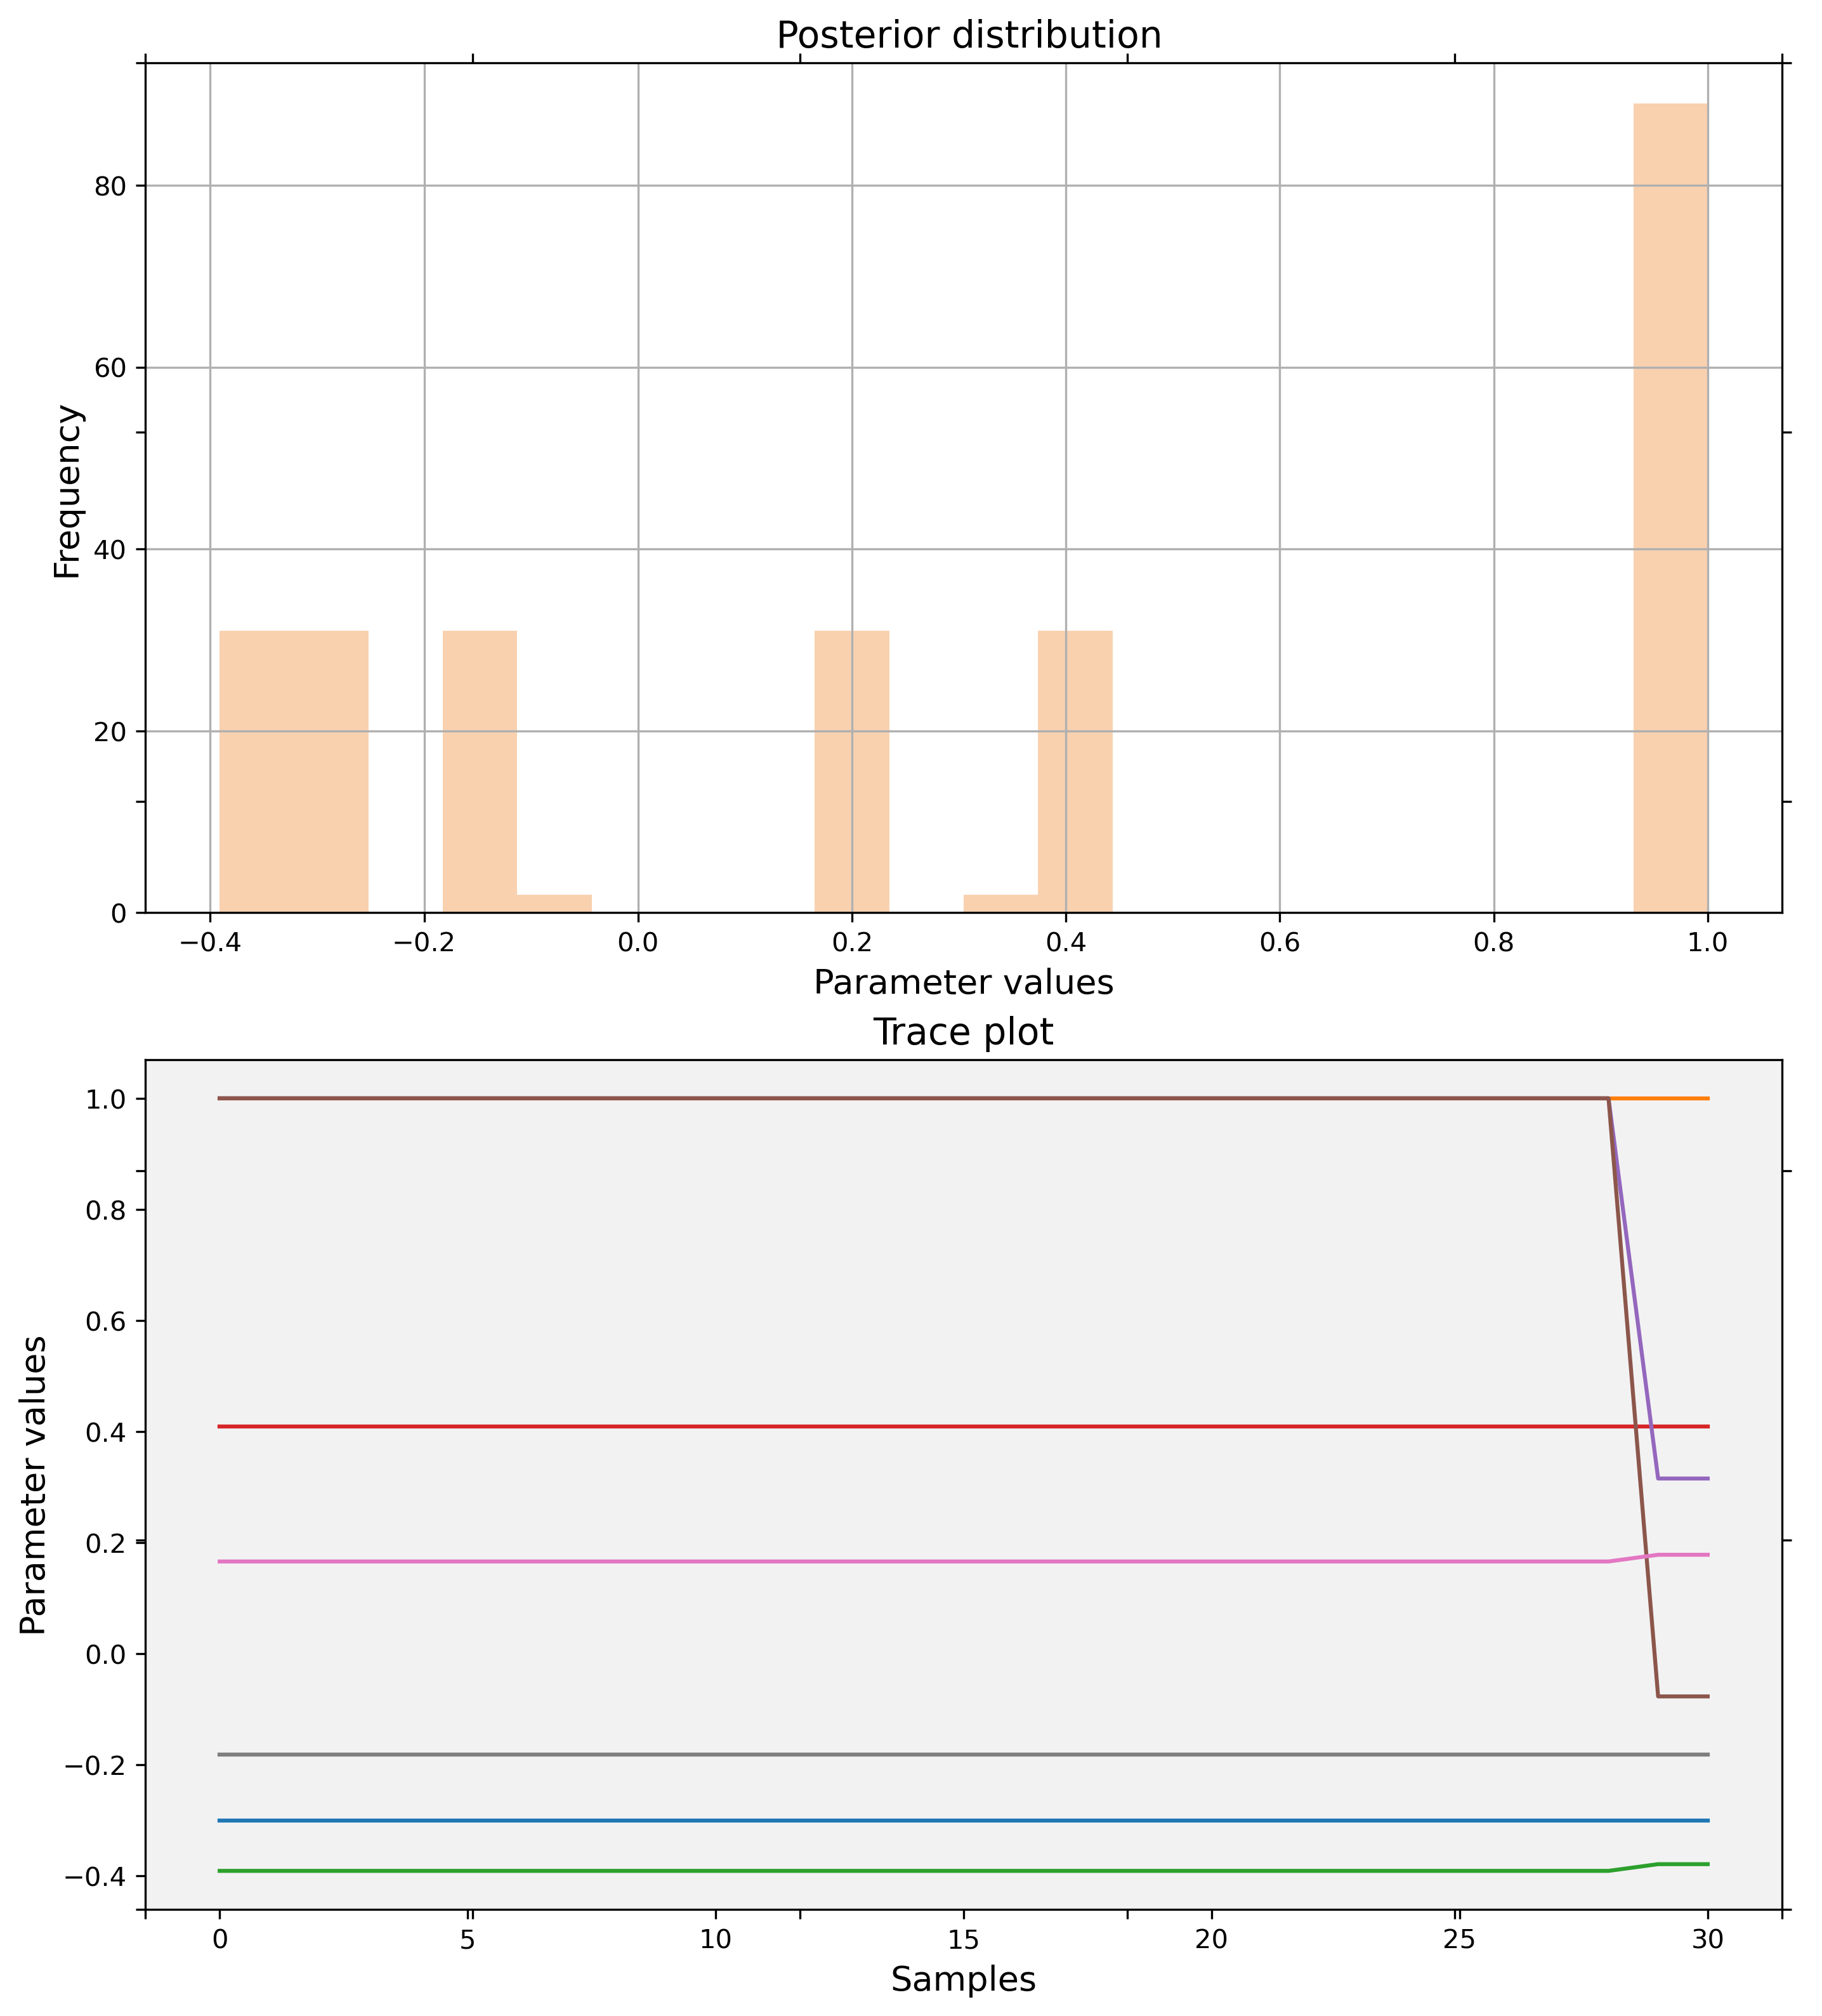 Posterior distribution
80
60
40
20
0
Frequency
−0.4 −0.2 0.0 0.2 0.4 0.6 0.8 1.0
Parameter values
Trace plot
1.0
0.8
0.6
0.4
0.2
0.0
−0.2
−0.4
Parameter values
0 5 10 15 20 25 30
Samples